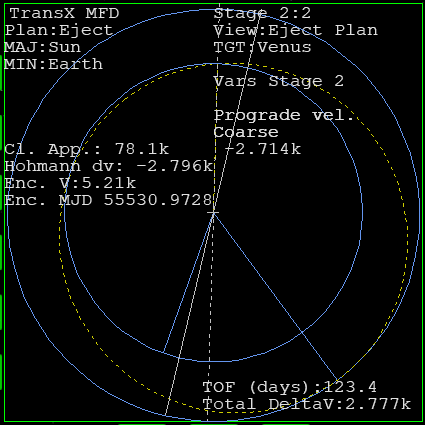 TransX MFD
Stage 2:2
Plan:Eject
View:Eject Plan
MAJ:Sun
TGT:Venus
MIN:Earth
Vars Stage 2
Prograde vel.
Coarse
Cl. App.: 78.1k
-2.714k
Hohmann dv: -2.796k
Enc. V:5.21k
Enc. MJD 55530.9728
TOF (days):123.4
Total DeltaV:2.777k